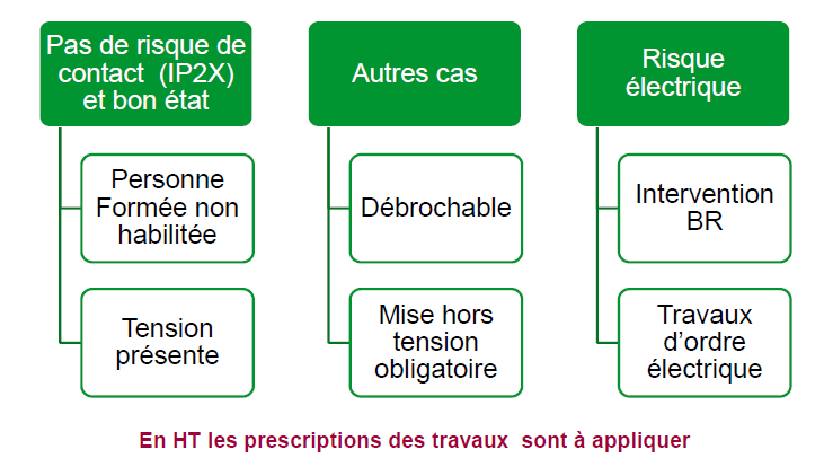 Pas de risque de
contact (IP2X)
et bon état
Personne
Formée non
habilitée
Tension
présente
Autres cas
Débrochable
Mise hors
tension
obligatoire
Risque
électrique
Intervention
BR
Travaux
d'ordre
électrique
En HT les prescriptions des travaux sont à appliquer